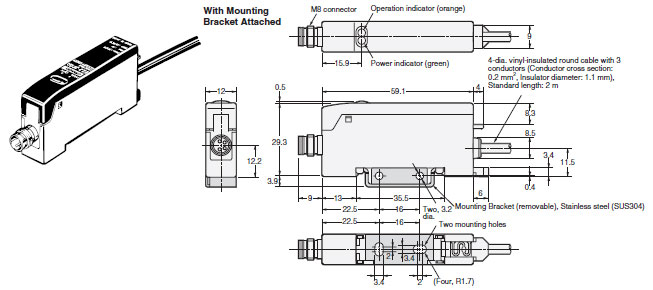 With Mounting
Bracket Attached
M8 connector
Operation indicator (orange)
Power indicator (green)
15.9
9
4-dia. vinyl-insulated round cable with 3
conductors (Conductor cross section:
0.2 mm², Insulator diameter: 1.1 mm),
Standard length: 2 m
12
0.5
59.1
4
8.3
29.3
8.5
12.2
3.4
11.5
3.9
0.4
9
13
35.5
6
Mounting Bracket (removable), Stainless steel (SUS304)
22.5
16
Two, 3.2
dia.
22.5
16
Two mounting holes
2
3.4
3.4
2
(Four, R1.7)